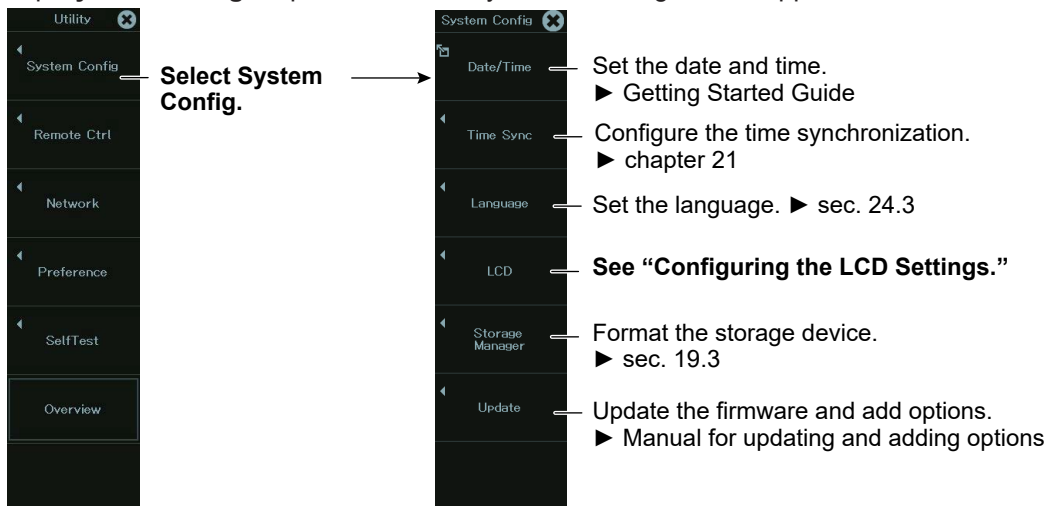 Utility
System Config
Remote Ctrl
Network
Preference
SelfTest
Overview
Select System
Config.
System Config
Date/Time
Time Sync
Language
LCD
Storage
Manager
Update
Set the date and time.
► Getting Started Guide
Configure the time synchronization.
► chapter 21
Set the language. ► sec. 24.3
See “Configuring the LCD Settings.”
Format the storage device.
► sec. 19.3
Update the firmware and add options.
► Manual for updating and adding options